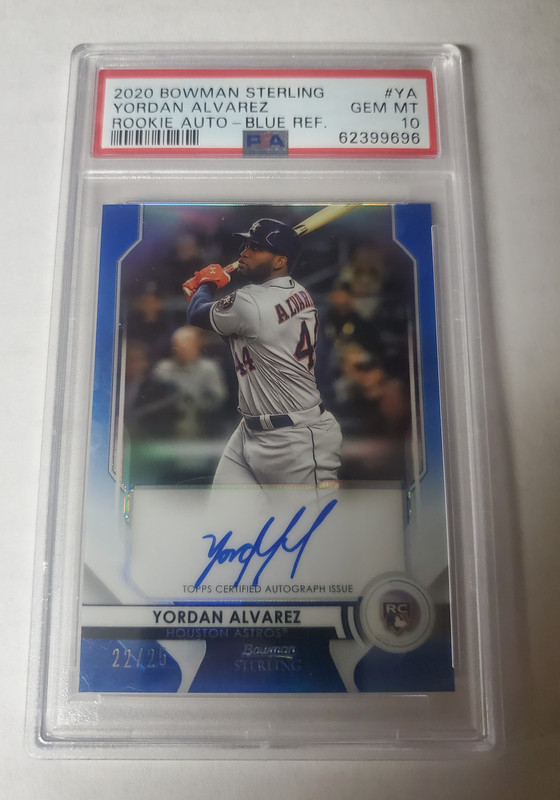 2020 BOWMAN STERLING #YA
YORDAN ALVAREZ GEM MT
ROOKIE AUTO - BLUE REF. 10
PSA 62399696
ALVAREZ
44
44
TOPPS CERTIFIED AUTOGRAPH ISSUE
YORDAN ALVAREZ
RC
HOUSTON ASTROS®
Bowman
STERLING